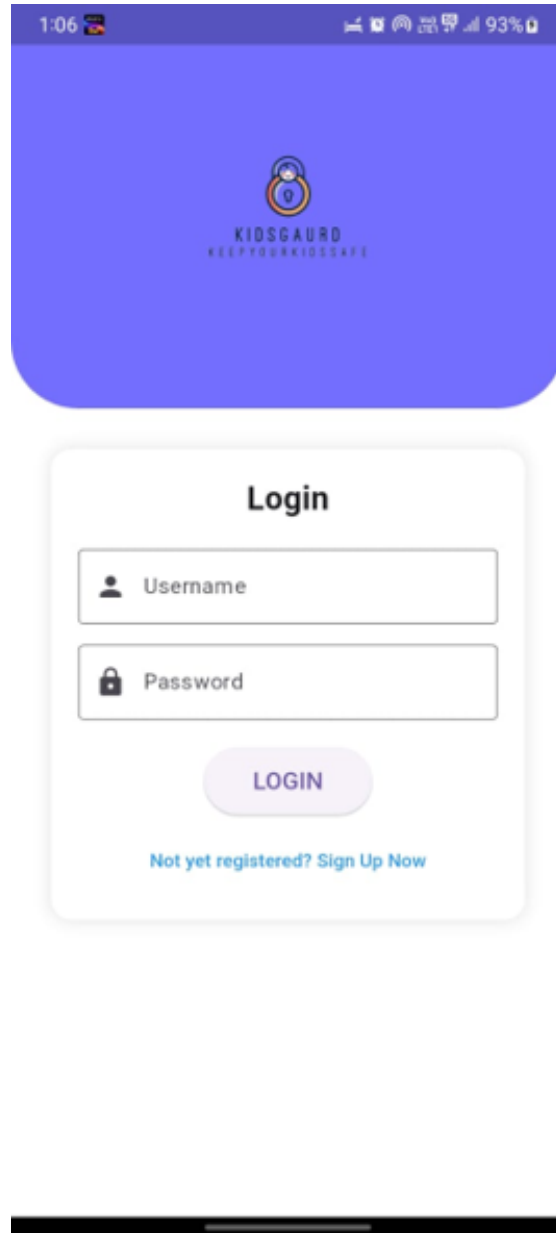 1:06 93%
KIDSGAURD
KEEPYOURKIDSSAFE
Login
Username
Password
LOGIN
Not yet registered? Sign Up Now